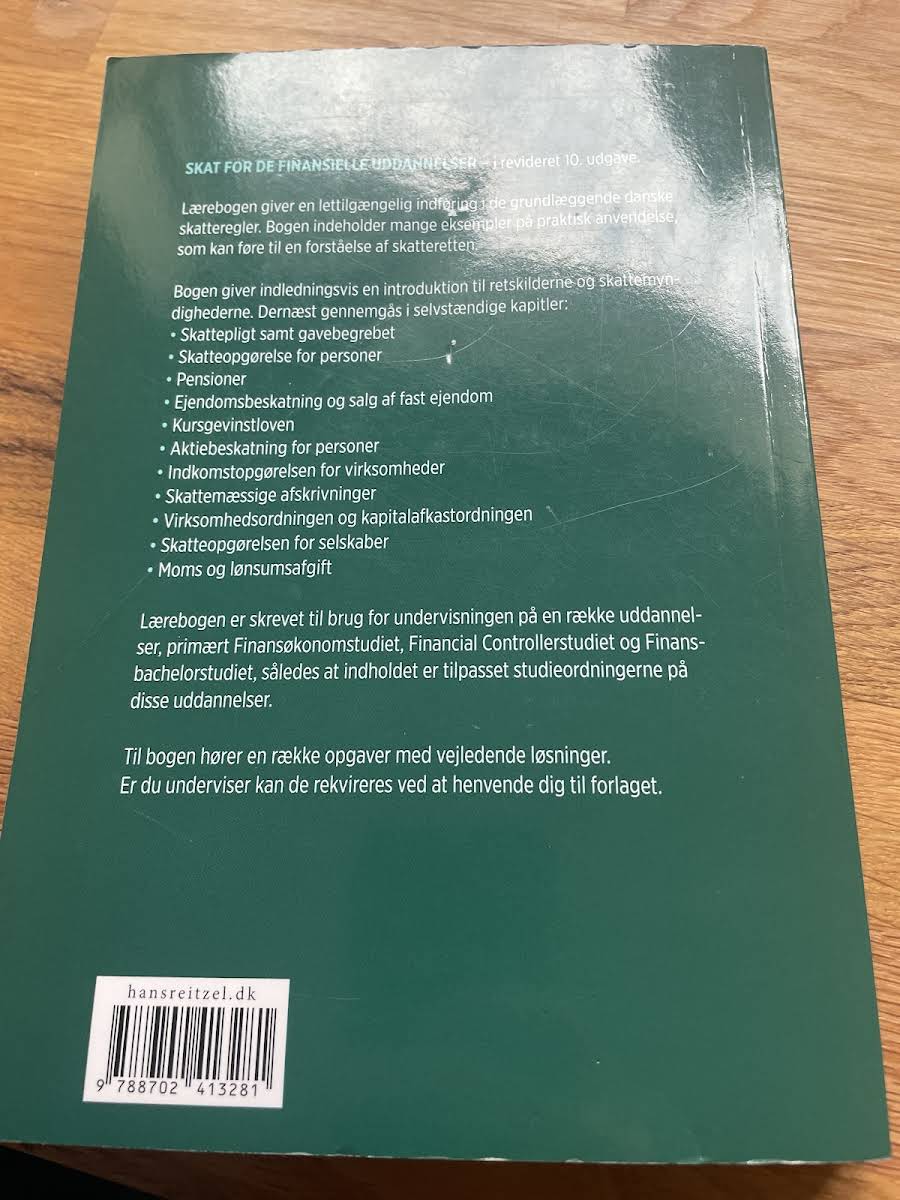 SKAT FOR DE FINANSIELLE UDDANNELSER – i revideret 10. udgave.
Lærebogen giver en lettilgængelig indføring i de grundlæggende danske
skatteregler. Bogen indeholder mange eksempler på praktisk anvendelse,
som kan føre til en forståelse af skatteretten.
Bogen giver indledningsvis en introduktion til retskilderne og skattemyn-
dighederne. Dernæst gennemgås i selvstændige kapitler:
• Skattepligt samt gavebegrebet
• Skatteopgørelse for personer
• Pensioner
• Ejendomsbeskatning og salg af fast ejendom
• Kursgevinstloven
• Aktiebeskatning for personer
• Indkomstopgørelsen for virksomheder
• Skattemæssige afskrivninger
• Virksomhedsordningen og kapitalafkastordningen
• Skatteopgørelsen for selskaber
• Moms og lønsumsafgift
Lærebogen er skrevet til brug for undervisningen på en række uddannel-
ser, primært Finansøkonomstudiet, Financial Controllerstudiet og Finans-
bachelorstudiet, således at indholdet er tilpasset studieordningerne på
disse uddannelser.
Til bogen hører en række opgaver med vejledende løsninger.
Er du underviser kan de rekvireres ved at henvende dig til forlaget.
hansreitzel.dk
9 788702 413281